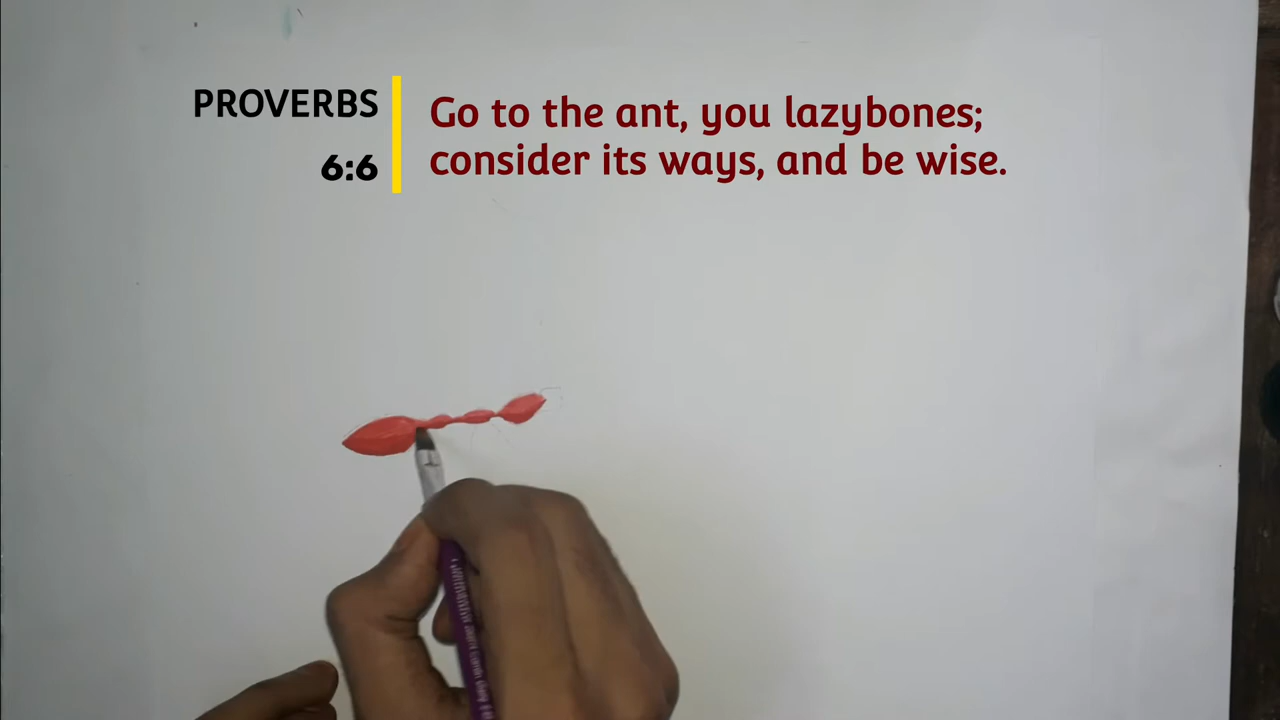 PROVERBS
6:6
Go to the ant, you lazybones;
consider its ways, and be wise.